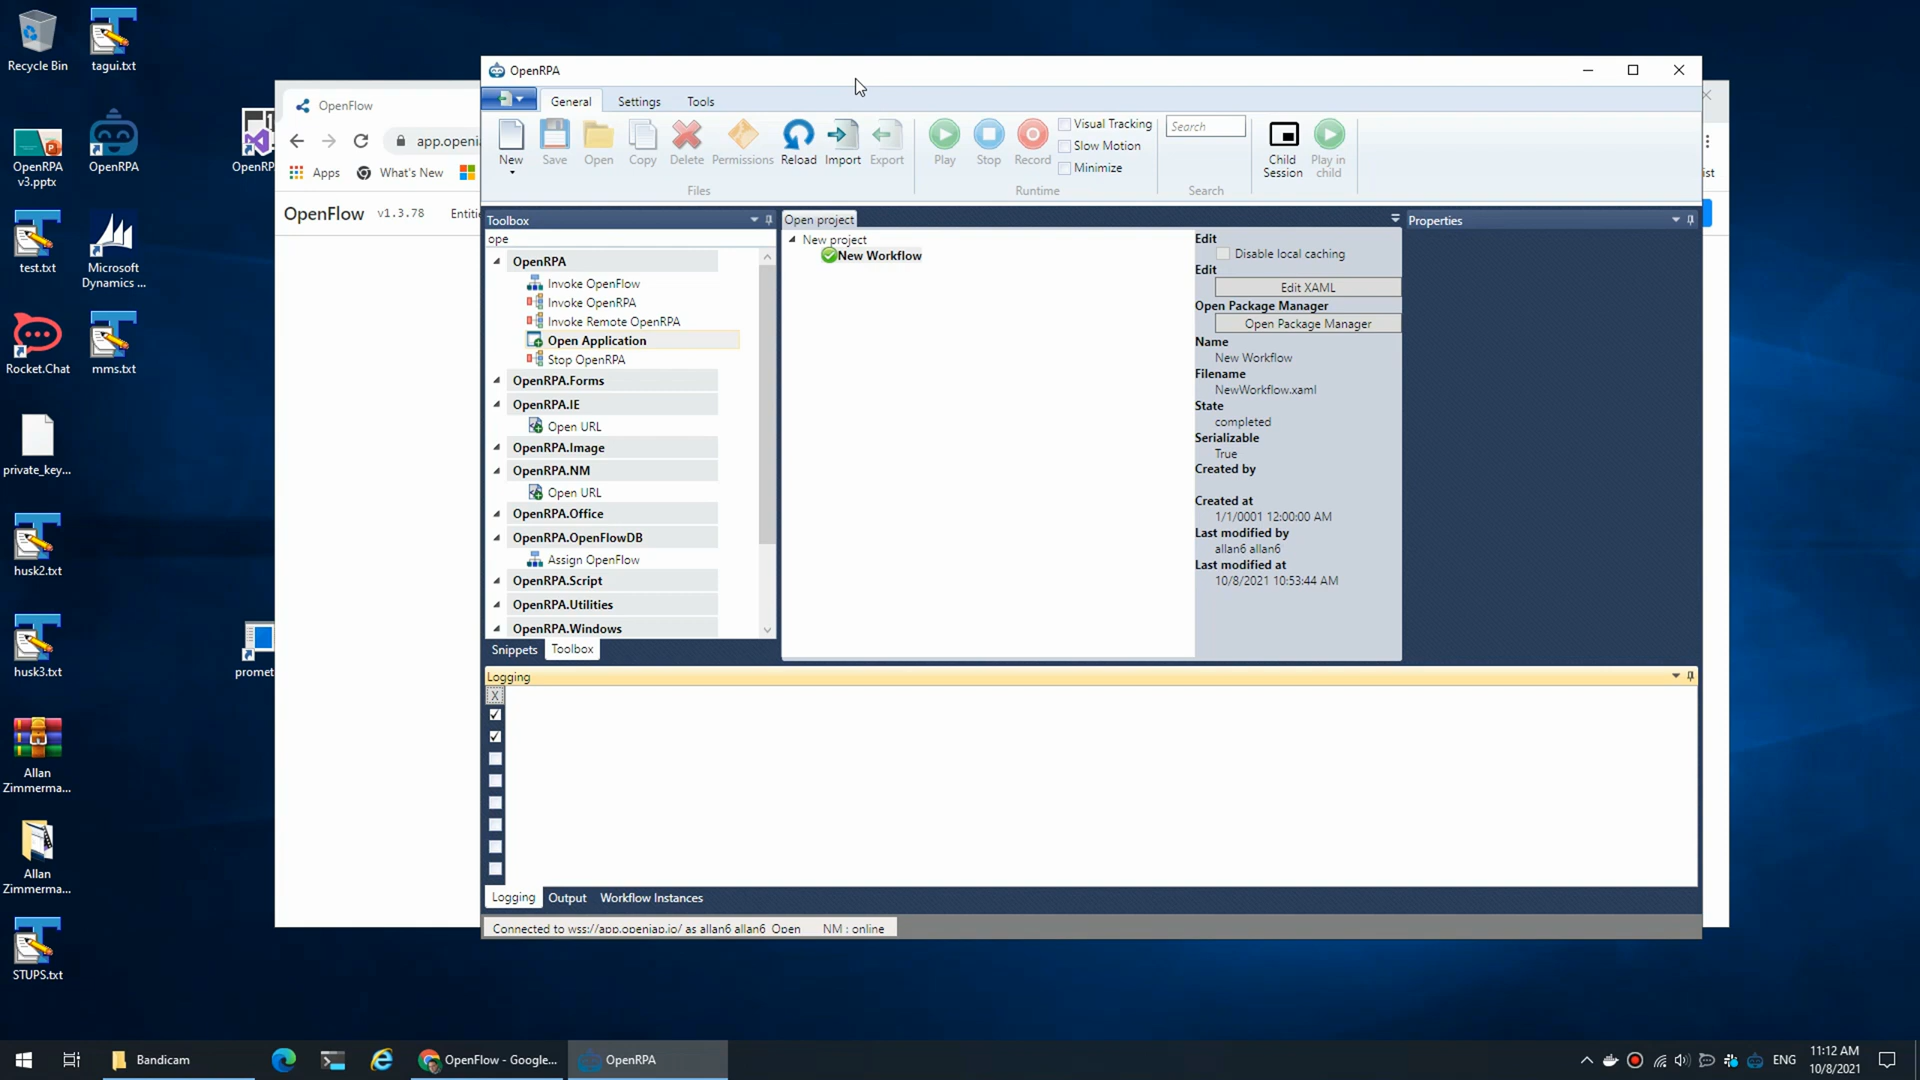 Recycle Bin
tagui.txt
OpenRPA
v3.pptx
OpenRPA
test.txt
Microsoft
Dynamics ...
Rocket.Chat
mms.txt
private_key...
husk2.txt
husk3.txt
Allan
Zimmerma...
Allan
Zimmerma...
STUPS.txt
OpenRP
promet
OpenFlow
app.openi
Apps
What's New
OpenFlow
v1.3.78
Entiti
ist
OpenRPA
General
Settings
Tools
New
Save
Open
Copy
Delete
Permissions
Reload
Import
Export
Files
Play
Stop
Record
Visual Tracking
Slow Motion
Minimize
Runtime
Search
Search
Child
Session
Play in
child
Toolbox
ope
OpenRPA
Invoke OpenFlow
Invoke OpenRPA
Invoke Remote OpenRPA
Open Application
Stop OpenRPA
OpenRPA.Forms
OpenRPA.IE
Open URL
OpenRPA.Image
OpenRPA.NM
Open URL
OpenRPA.Office
OpenRPA.OpenFlowDB
Assign OpenFlow
OpenRPA.Script
OpenRPA.Utilities
OpenRPA.Windows
Snippets
Toolbox
Open project
New project
New Workflow
Edit
Disable local caching
Edit
Edit XAML
Open Package Manager
Open Package Manager
Name
New Workflow
Filename
NewWorkflow.xaml
State
completed
Serializable
True
Created by
Created at
1/1/0001 12:00:00 AM
Last modified by
allan6 allan6
Last modified at
10/8/2021 10:53:44 AM
Properties
Logging
X
Logging
Output
Workflow Instances
Connected to wss://app.openiap.io/ as allan6 allan6 Open
NM : online
Bandicam
OpenFlow - Google...
OpenRPA
ENG
11:12 AM
10/8/2021